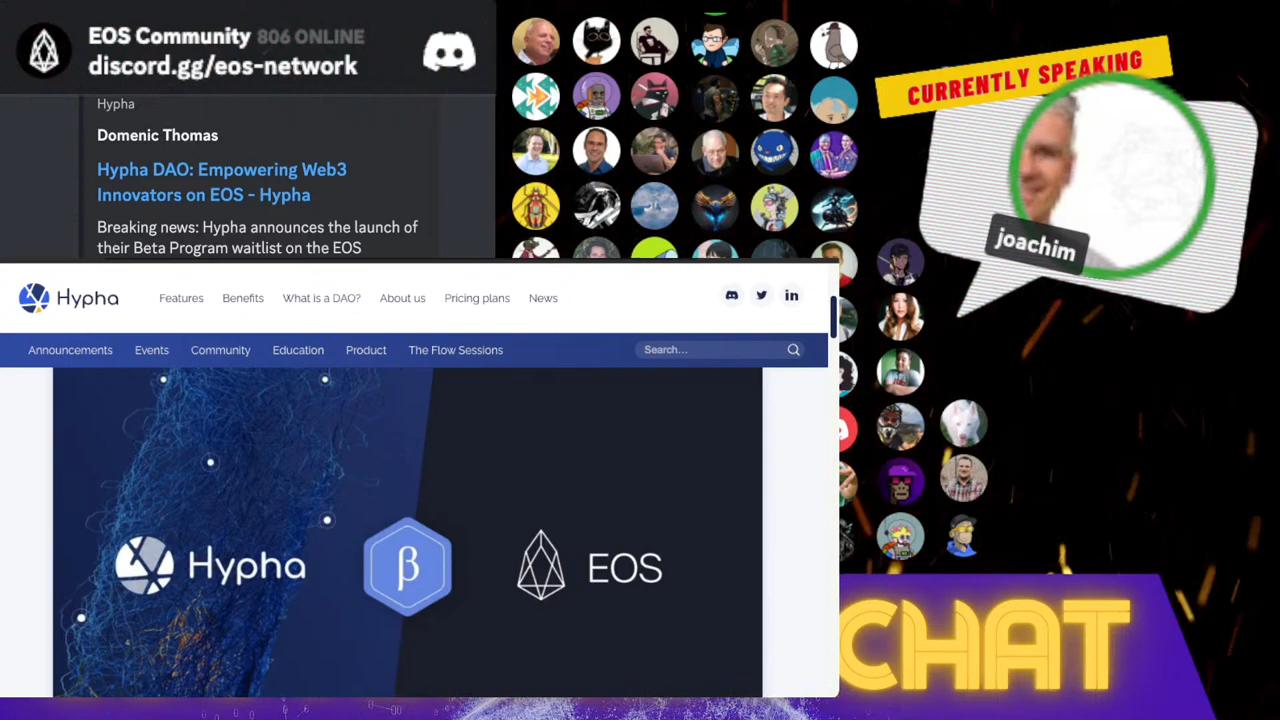 EOS Community 806 ONLINE
discord.gg/eos-network
Hypha
Domenic Thomas
Hypha DAO: Empowering Web3
Innovators on EOS - Hypha
Breaking news: Hypha announces the launch of
their Beta Program waitlist on the EOS
CURRENTLY SPEAKING
joachim
Hypha Features Benefits What is a DAO? About us Pricing plans News
Announcements Events Community Education Product The Flow Sessions Search...
Hypha β EOS
CHAT